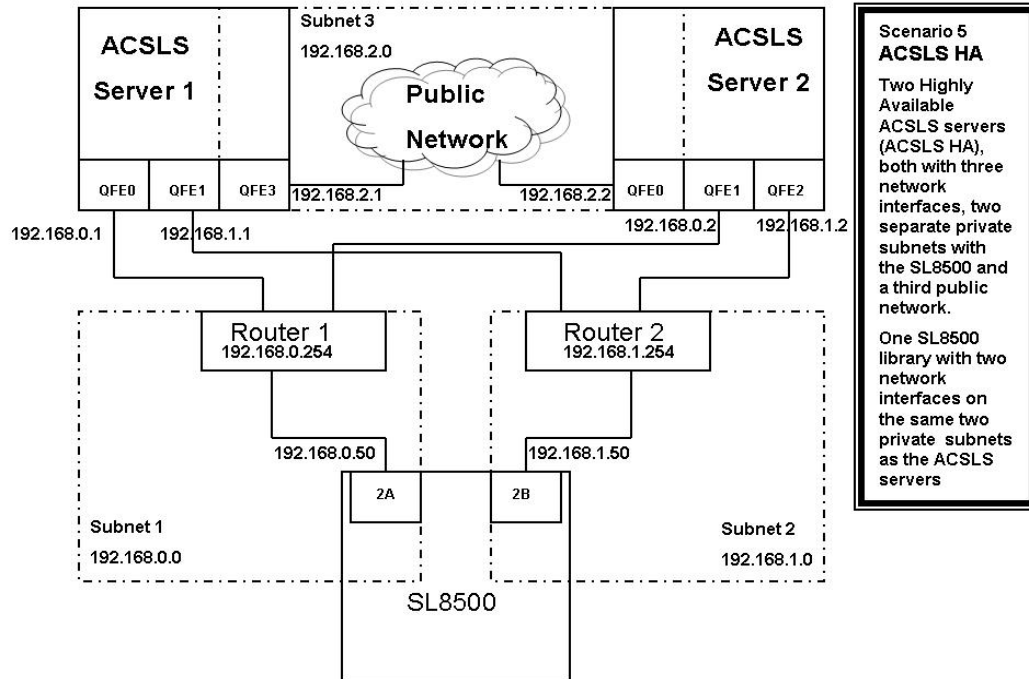 ACSLS
Server 1
Subnet 3
192.168.2.0
Public
Network
ACSLS
Server 2
QFE0
QFE1
QFE3
192.168.2.1
192.168.2.2
QFE0
QFE1
QFE2
192.168.0.1
192.168.1.1
192.168.0.2
192.168.1.2
Router 1
192.168.0.254
Router 2
192.168.1.254
192.168.0.50
192.168.1.50
2A
2B
Subnet 1
192.168.0.0
Subnet 2
192.168.1.0
SL8500
Scenario 5
ACSLS HA
Two Highly
Available
ACSLS servers
(ACSLS HA),
both with three
network
interfaces, two
separate private
subnets with
the SL8500 and
a third public
network.
One SL8500
library with two
network
interfaces on
the same two
private subnets
as the ACSLS
servers